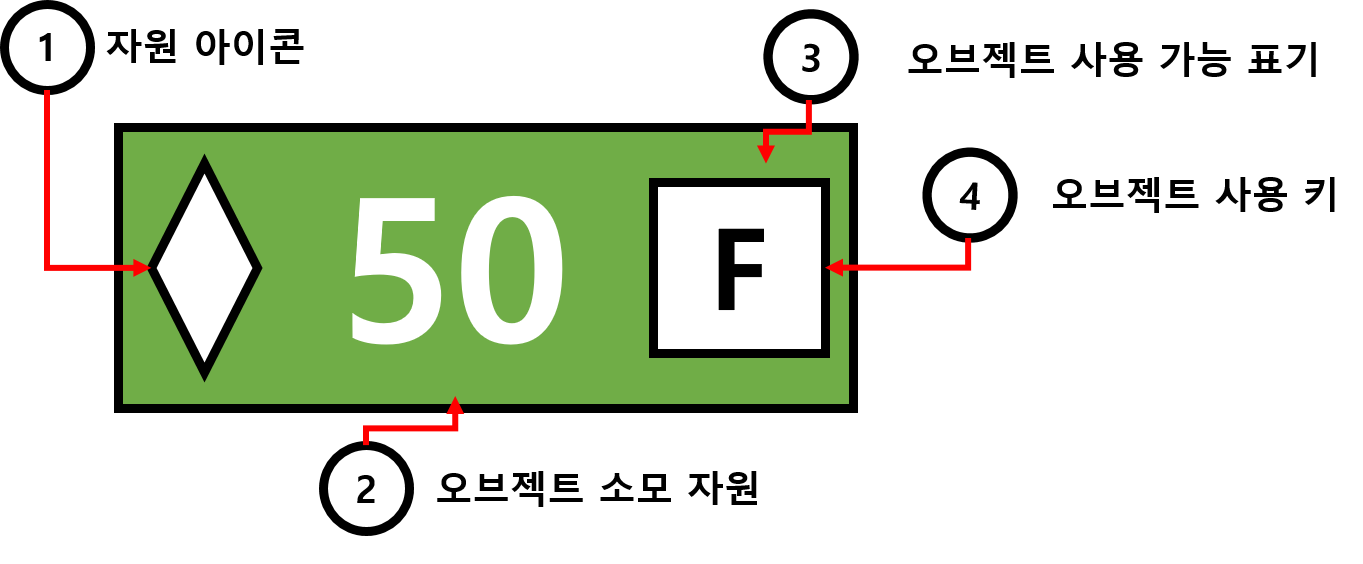 1 자원 아이콘
3 오브젝트 사용 가능 표기
4 오브젝트 사용 키
50
F
2 오브젝트 소모 자원